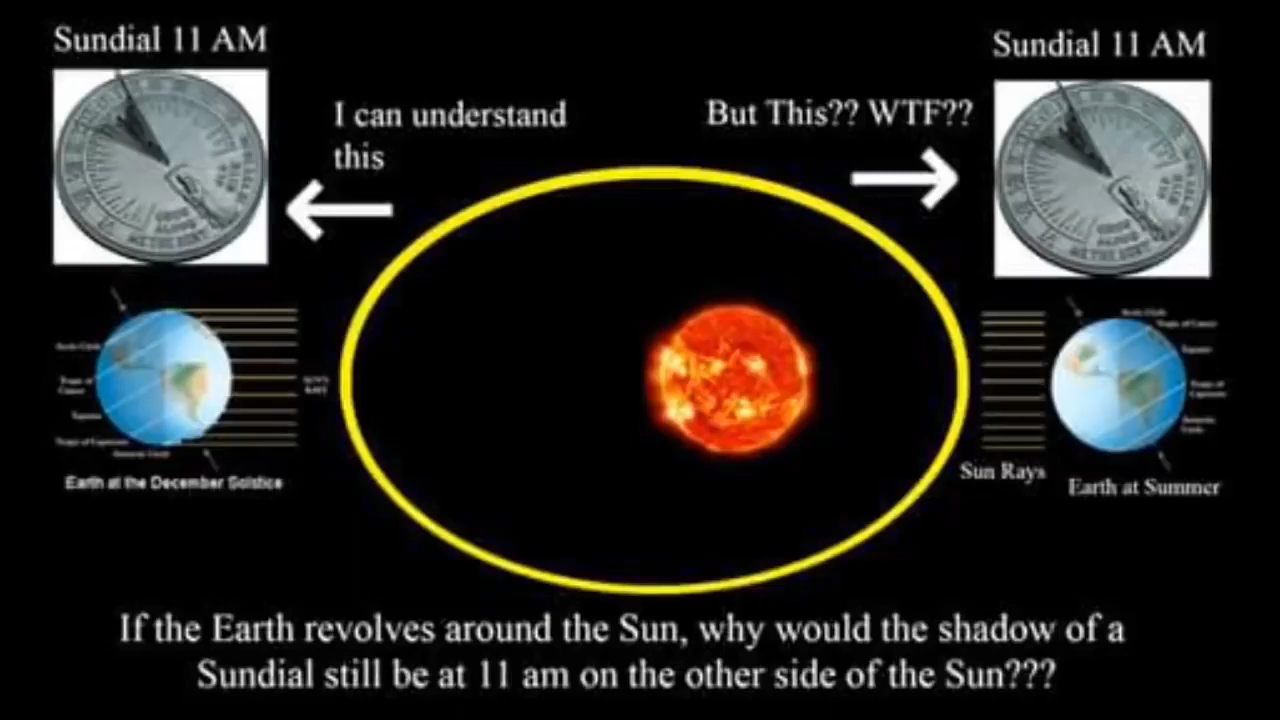 Sundial 11 AM
Sundial 11 AM
I can understand
this
But This?? WTF??
Earth at the December Solstice
Sun Rays
Earth at Summer
If the Earth revolves around the Sun, why would the shadow of a
Sundial still be at 11 am on the other side of the Sun???